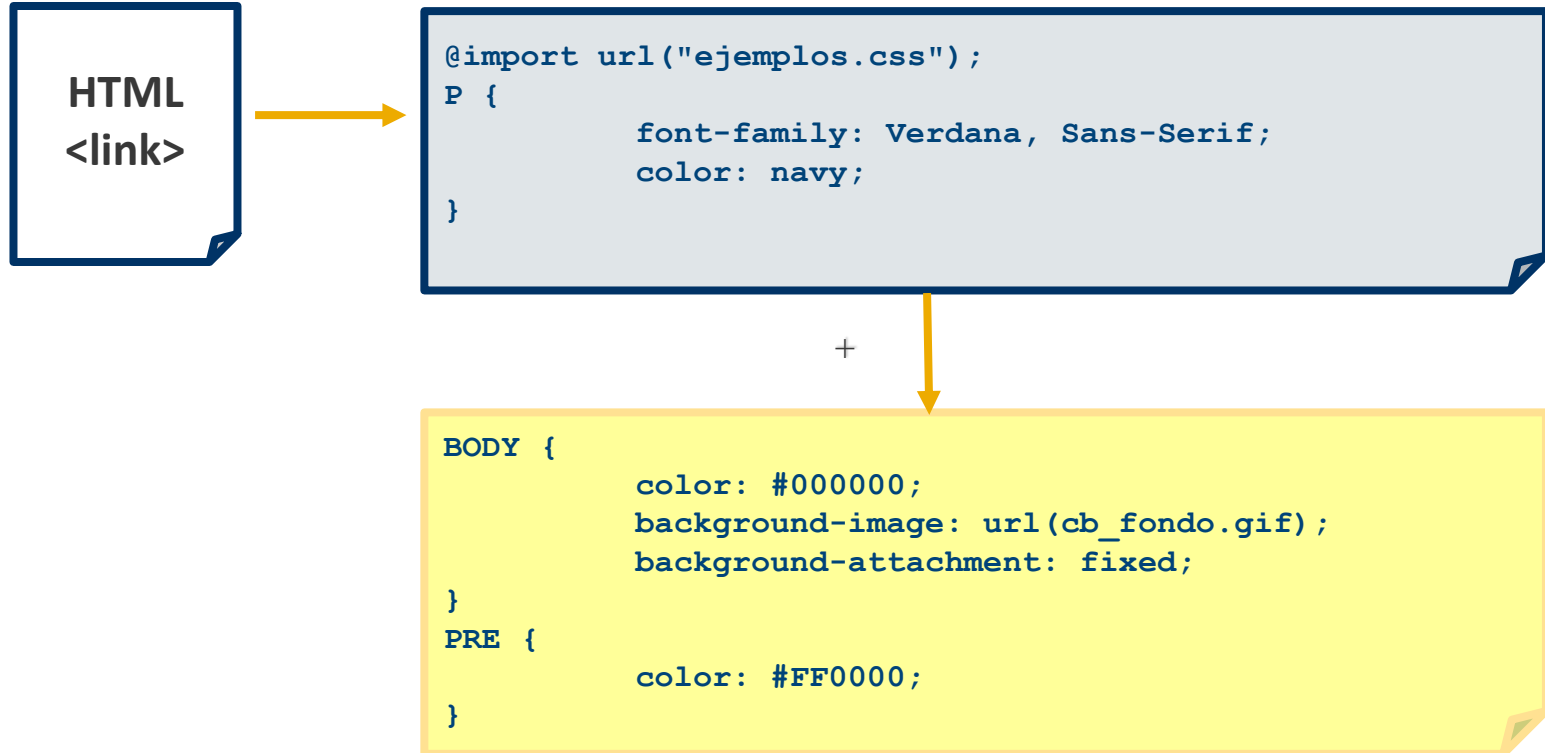 HTML
<link>
@import url("ejemplos.css");
P {
font-family: Verdana, Sans-Serif;
color: navy;
}
+
BODY {
color: #000000;
background-image: url(cb_fondo.gif);
background-attachment: fixed;
}
PRE {
color: #FF0000;
}